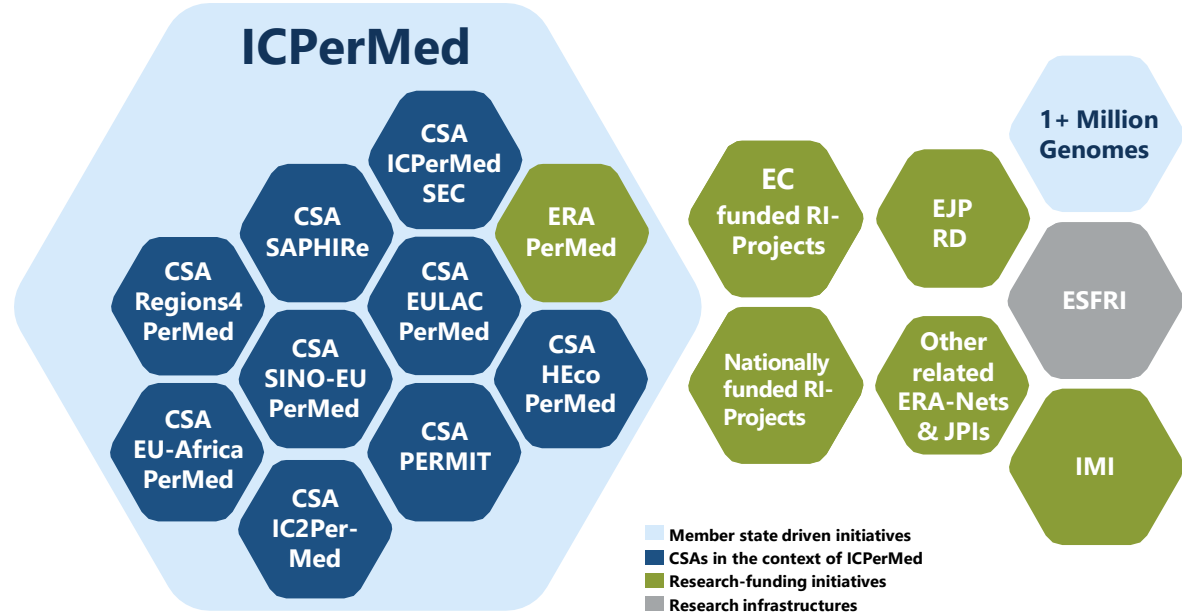 ICPerMed
CSA
ICPerMed
SEC
CSA
SAPHIRe
ERA
PerMed
CSA
Regions4
PerMed
CSA
EULAC
PerMed
CSA
SINO-EU
PerMed
CSA
HEco
PerMed
CSA
EU-Africa
PerMed
CSA
PERMIT
CSA
IC2Per-
Med
EC
funded RI-
Projects
EJP
RD
1+ Million
Genomes
ESFRI
Nationally
funded RI-
Projects
Other
related
ERA-Nets
& JPIs
IMI
Member state driven initiatives
CSAs in the context of ICPerMed
Research-funding initiatives
Research infrastructures